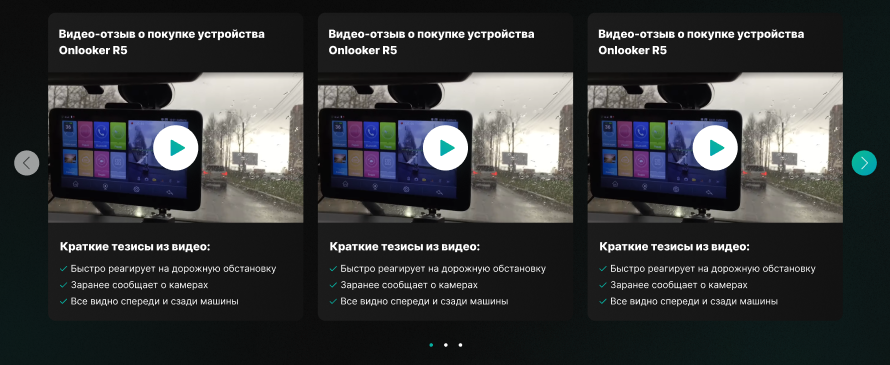 Видео-отзыв о покупке устройства
Onlooker R5
Краткие тезисы из видео:
Быстро реагирует на дорожную обстановку
Заранее сообщает о камерах
Все видно спереди и сзади машины
Видео-отзыв о покупке устройства
Onlooker R5
Краткие тезисы из видео:
Быстро реагирует на дорожную обстановку
Заранее сообщает о камерах
Все видно спереди и сзади машины
Видео-отзыв о покупке устройства
Onlooker R5
Краткие тезисы из видео:
Быстро реагирует на дорожную обстановку
Заранее сообщает о камерах
Все видно спереди и сзади машины